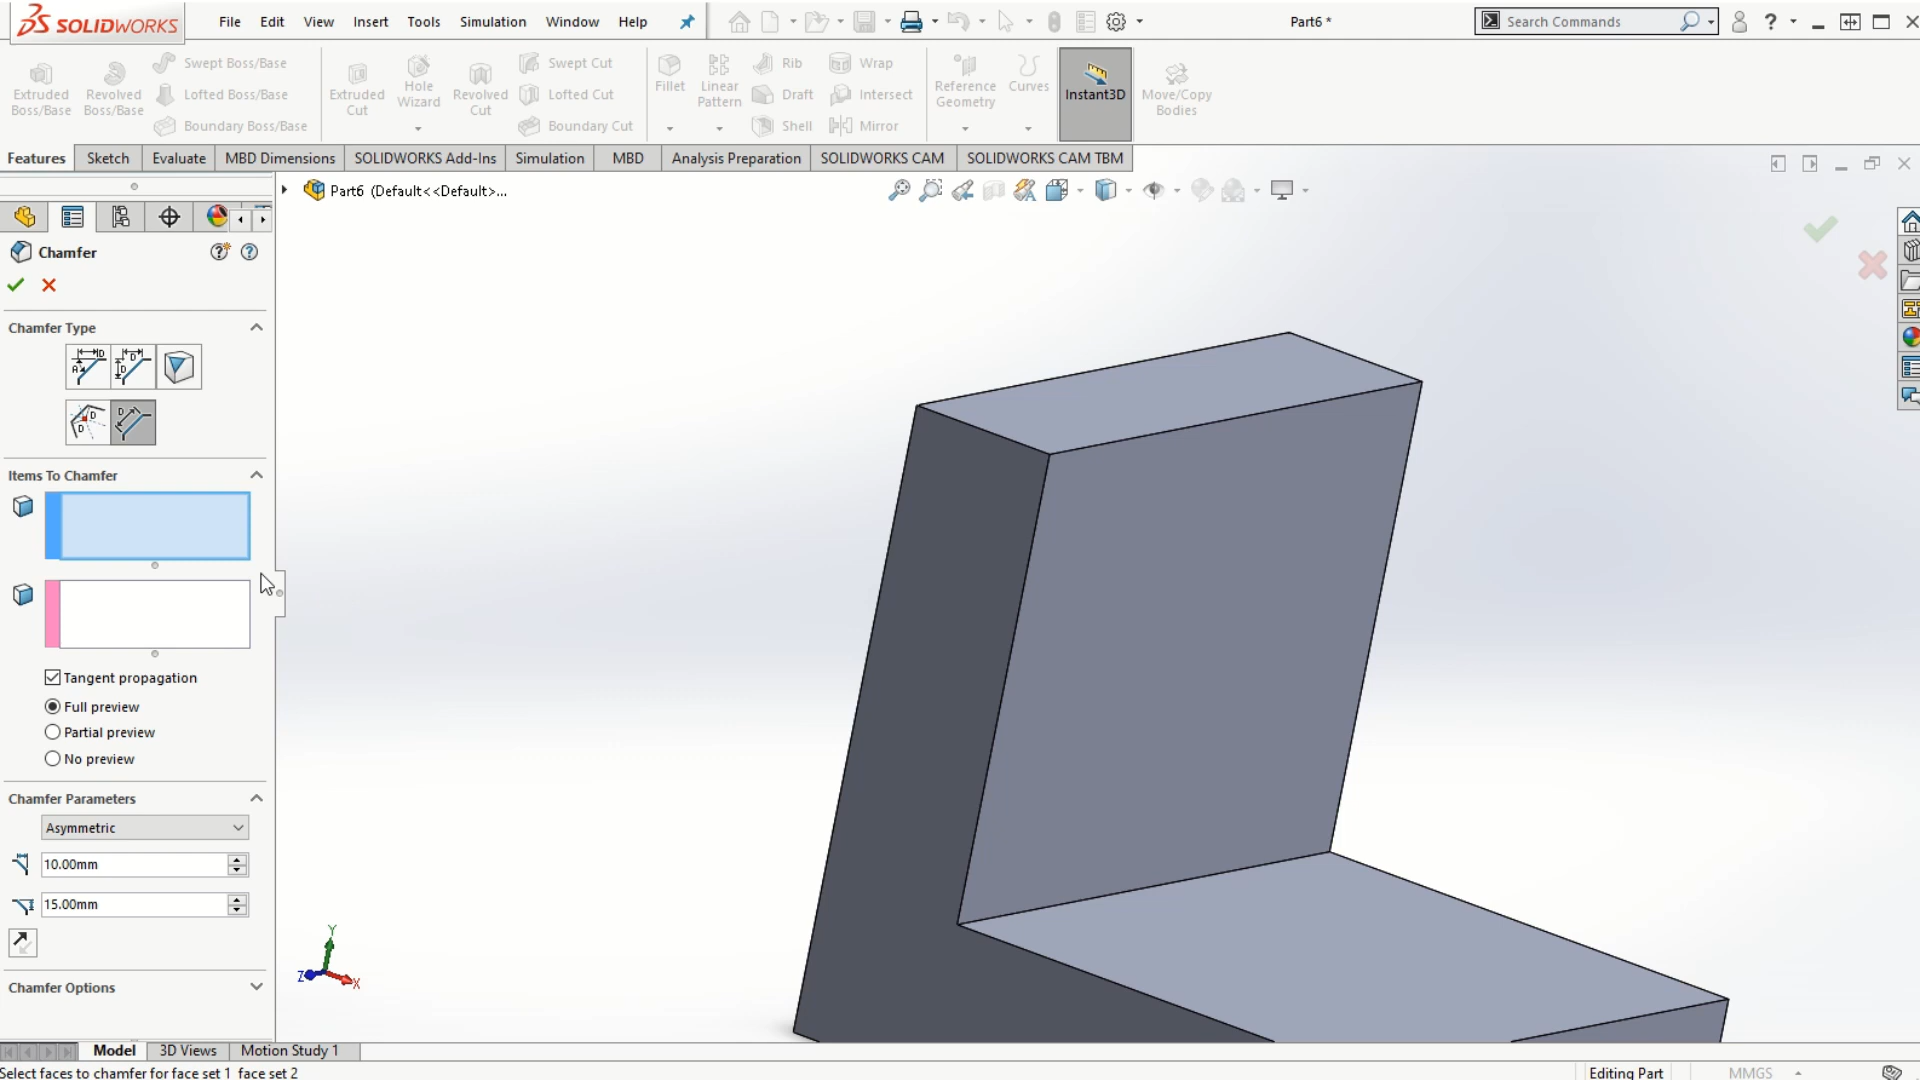 SOLIDWORKS File Edit View Insert Tools Simulation Window Help Part6 * Search Commands
Extruded Boss/Base
Revolved Boss/Base
Swept Boss/Base
Lofted Boss/Base
Boundary Boss/Base
Extruded Cut
Hole Wizard
Revolved Cut
Swept Cut
Lofted Cut
Boundary Cut
Fillet
Linear Pattern
Rib
Draft
Shell
Wrap
Intersect
Mirror
Reference Geometry
Curves
Instant3D
Move/Copy Bodies
Features Sketch Evaluate MBD Dimensions SOLIDWORKS Add-Ins Simulation MBD Analysis Preparation SOLIDWORKS CAM SOLIDWORKS CAM TBM
Part6 (Default<<Default>...
Chamfer
Chamfer Type
Items To Chamfer
Tangent propagation
Full preview
Partial preview
No preview
Chamfer Parameters
Asymmetric
10.00mm
15.00mm
Y
Z
X
Chamfer Options
Model 3D Views Motion Study 1
Select faces to chamfer for face set 1 face set 2 Editing Part MMGS